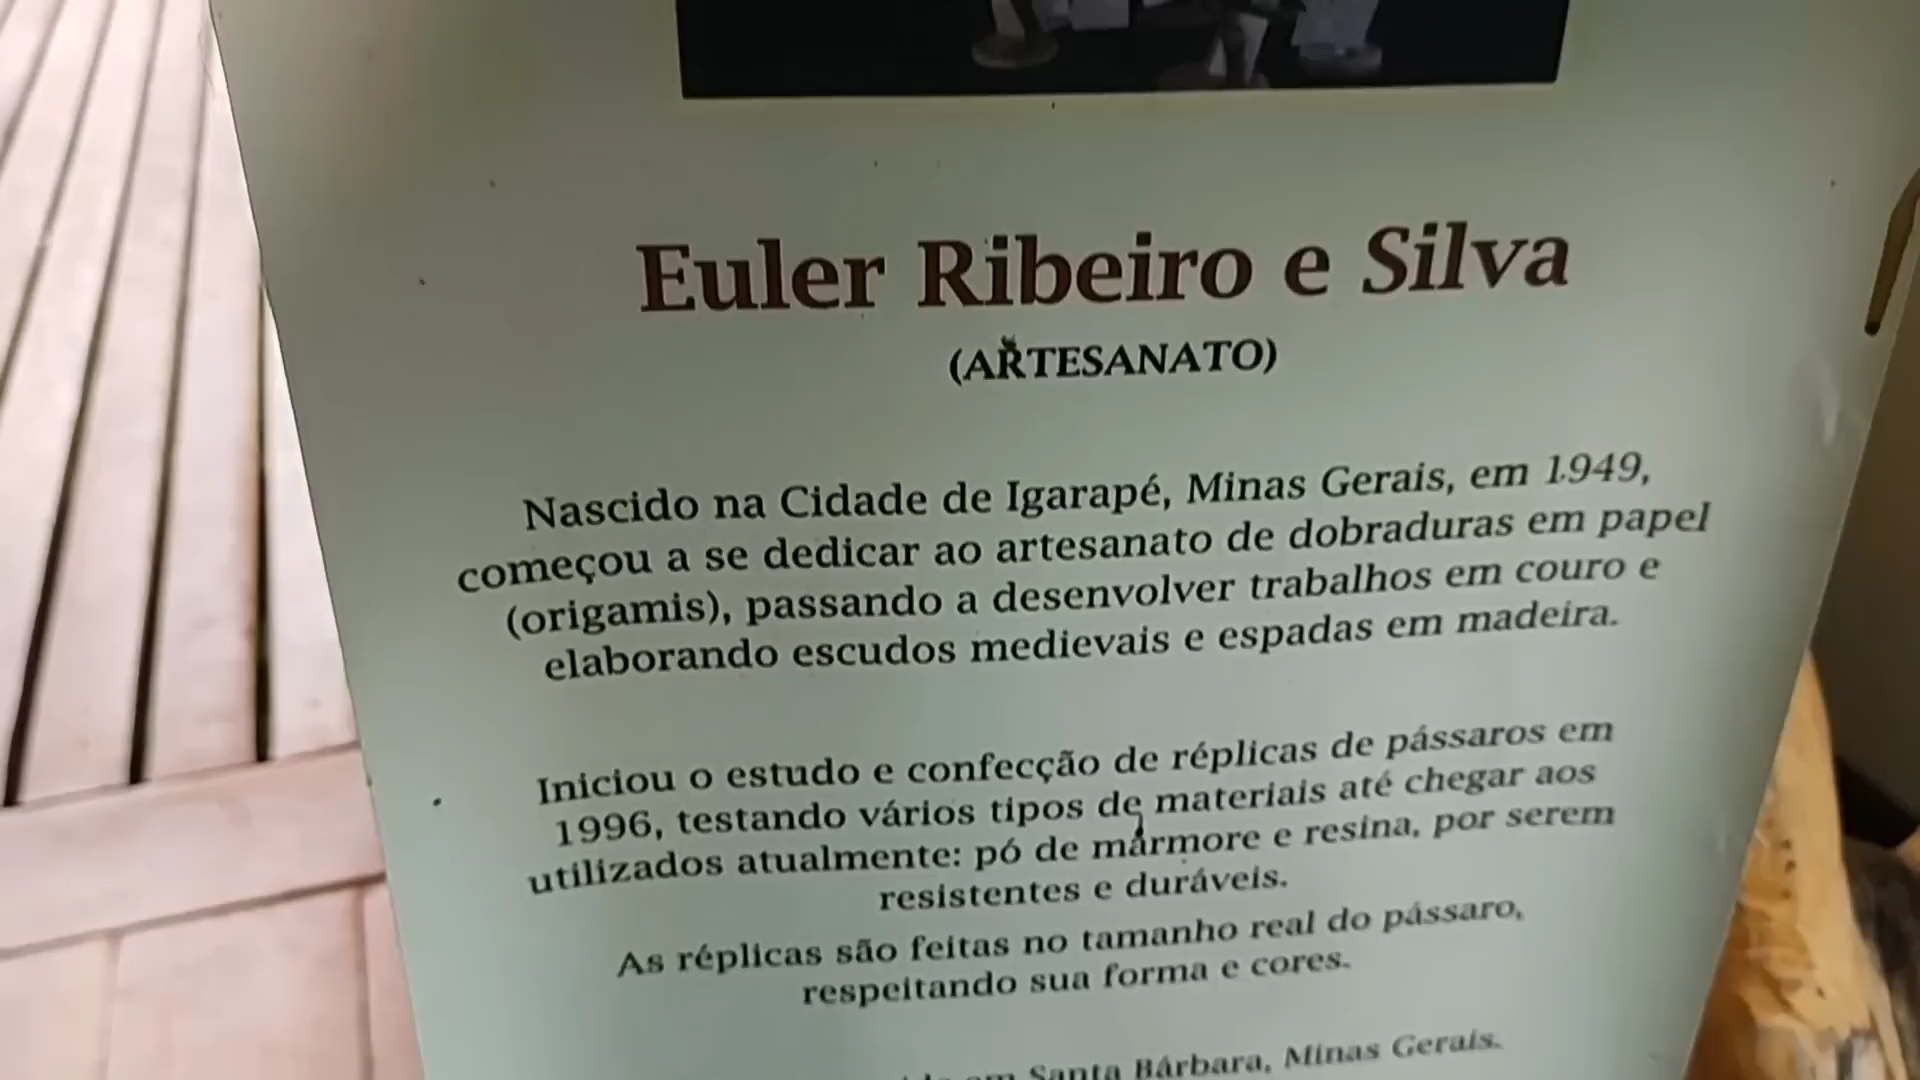 Euler Ribeiro e Silva
(ARTESANATO)
Nascido na Cidade de Igarapé, Minas Gerais, em 1949,
começou a se dedicar ao artesanato de dobraduras em papel
(origamis), passando a desenvolver trabalhos em couro e
elaborando escudos medievais e espadas em madeira.
Iniciou o estudo e confecção de réplicas de pássaros em
1996, testando vários tipos de materiais até chegar aos
utilizados atualmente: pó de mármore e resina, por serem
resistentes e duráveis.
As réplicas são feitas no tamanho real do pássaro,
respeitando sua forma e cores.
em Santa Bárbara, Minas Gerais.